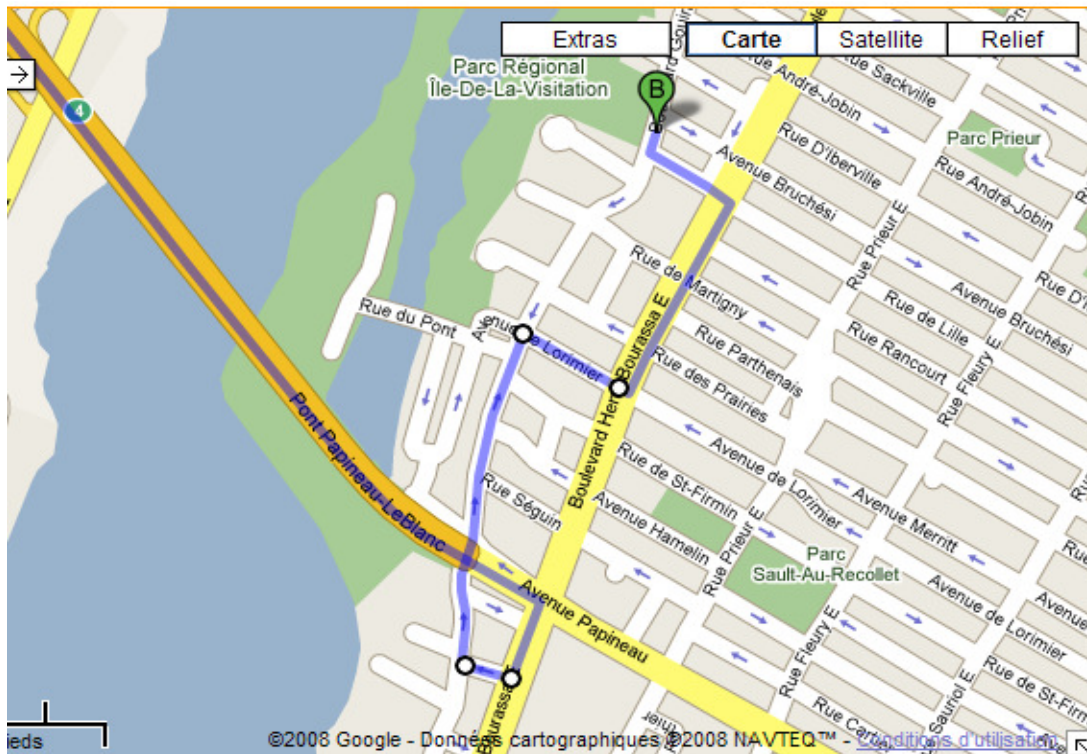 Extras
Carte
Satellite
Relief
Parc Régional
Île-De-La-Visitation
B
4
Rue André-Jobin
Rue Sackville
Parc Prieur
Rue D'Iberville
Avenue Bruchési
Rue André-Jobin
Rue Prieur E
Rue de Martigny
Avenue Bruchési
Rue de Lille
Rue Rancourt
Rue Fleury E
Rue Parthenais
Rue des Prairies
Rue du Pont
Avenue de Lorimier
Boulevard Henri Bourassa E
Pont Papineau-LeBlanc
Rue Séguin
Rue de St-Firmin
Avenue Hamelin
Avenue de Lorimier
Avenue Merritt
Rue Prieur E
Parc
Sault-Au-Recollet
Avenue Papineau
Avenue de Lorimier
Rue Fleury E
Rue de St-Firmin
Sauriol E
Bourassa E
ieds
©2008 Google - Données cartographiques ©2008 NAVTEQ™ - Conditions d'utilisation